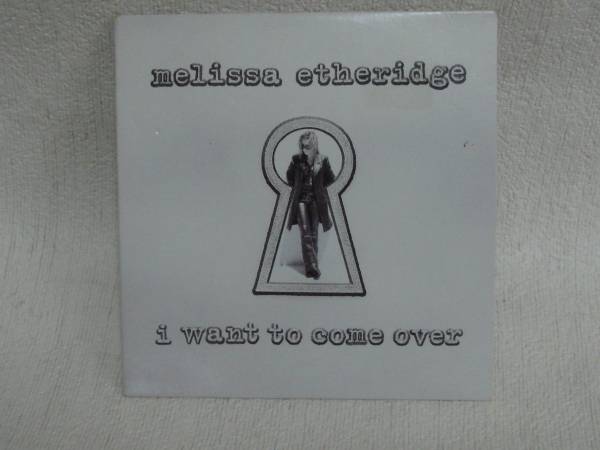 melissa etheridge
i want to come over